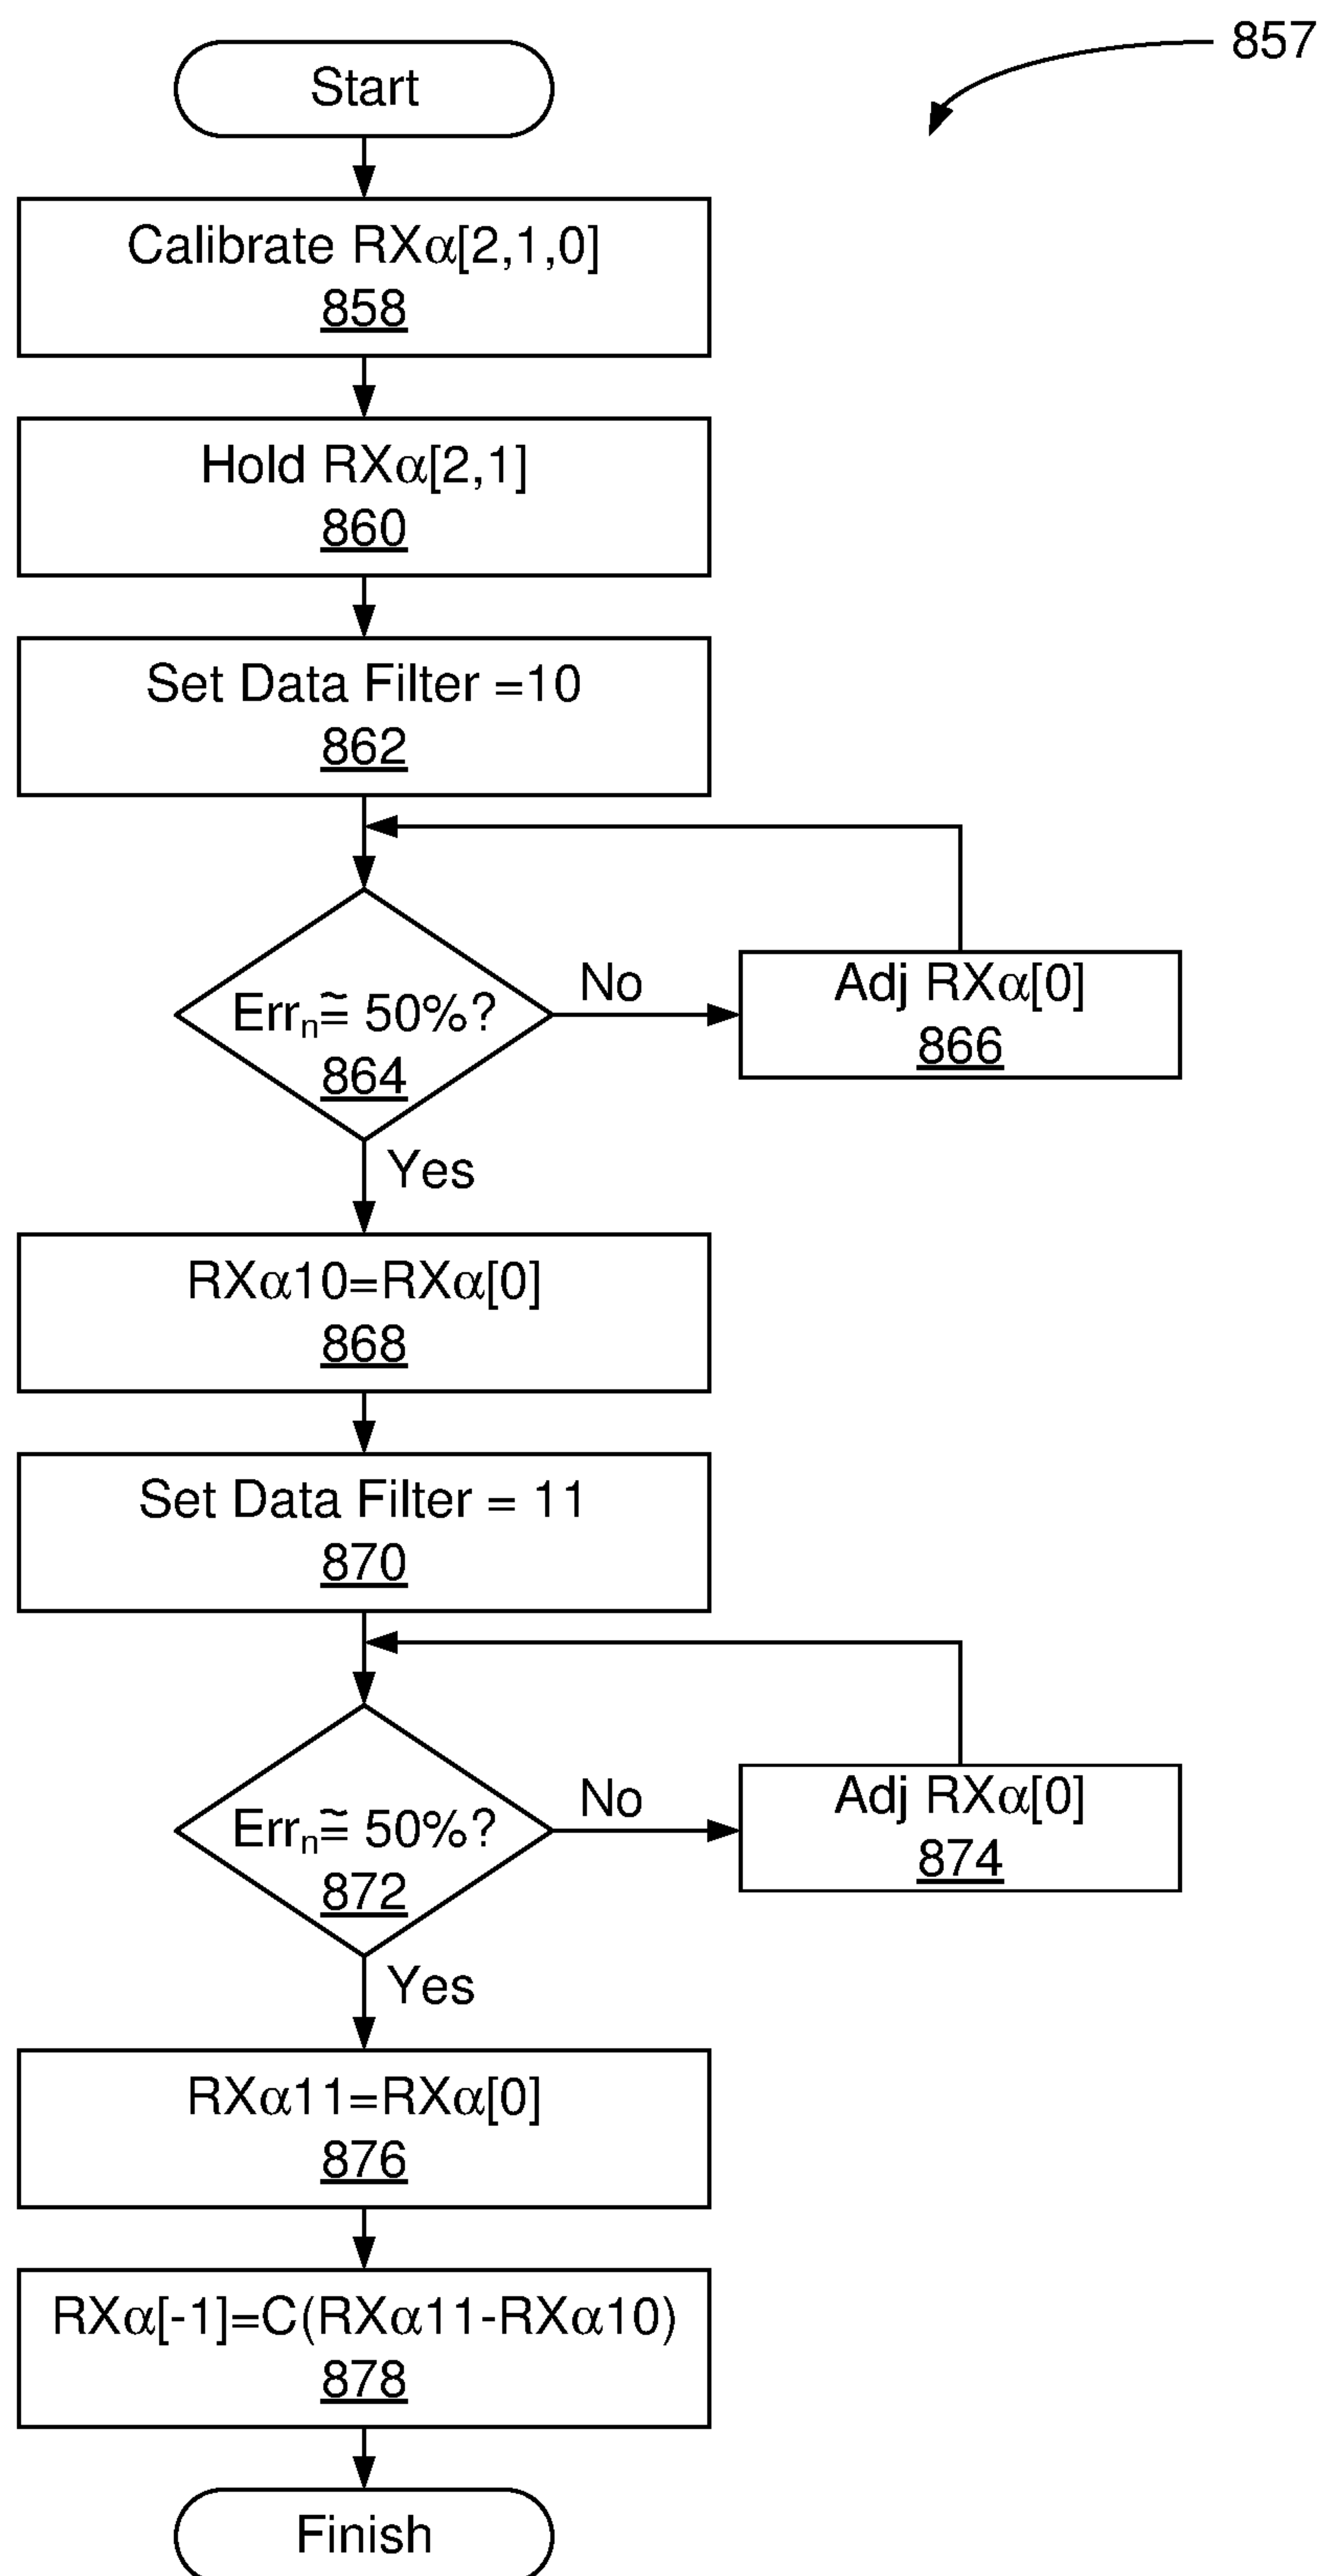 857
Start
Calibrate RXα[2,1,0]
858
Hold RXα[2,1]
860
Set Data Filter =10
862
Errₙ≅ 50%?
864
No
Adj RXα[0]
866
Yes
RXα10=RXα[0]
868
Set Data Filter = 11
870
Errₙ≅ 50%?
872
No
Adj RXα[0]
874
Yes
RXα11=RXα[0]
876
RXα[-1]=C(RXα11-RXα10)
878
Finish